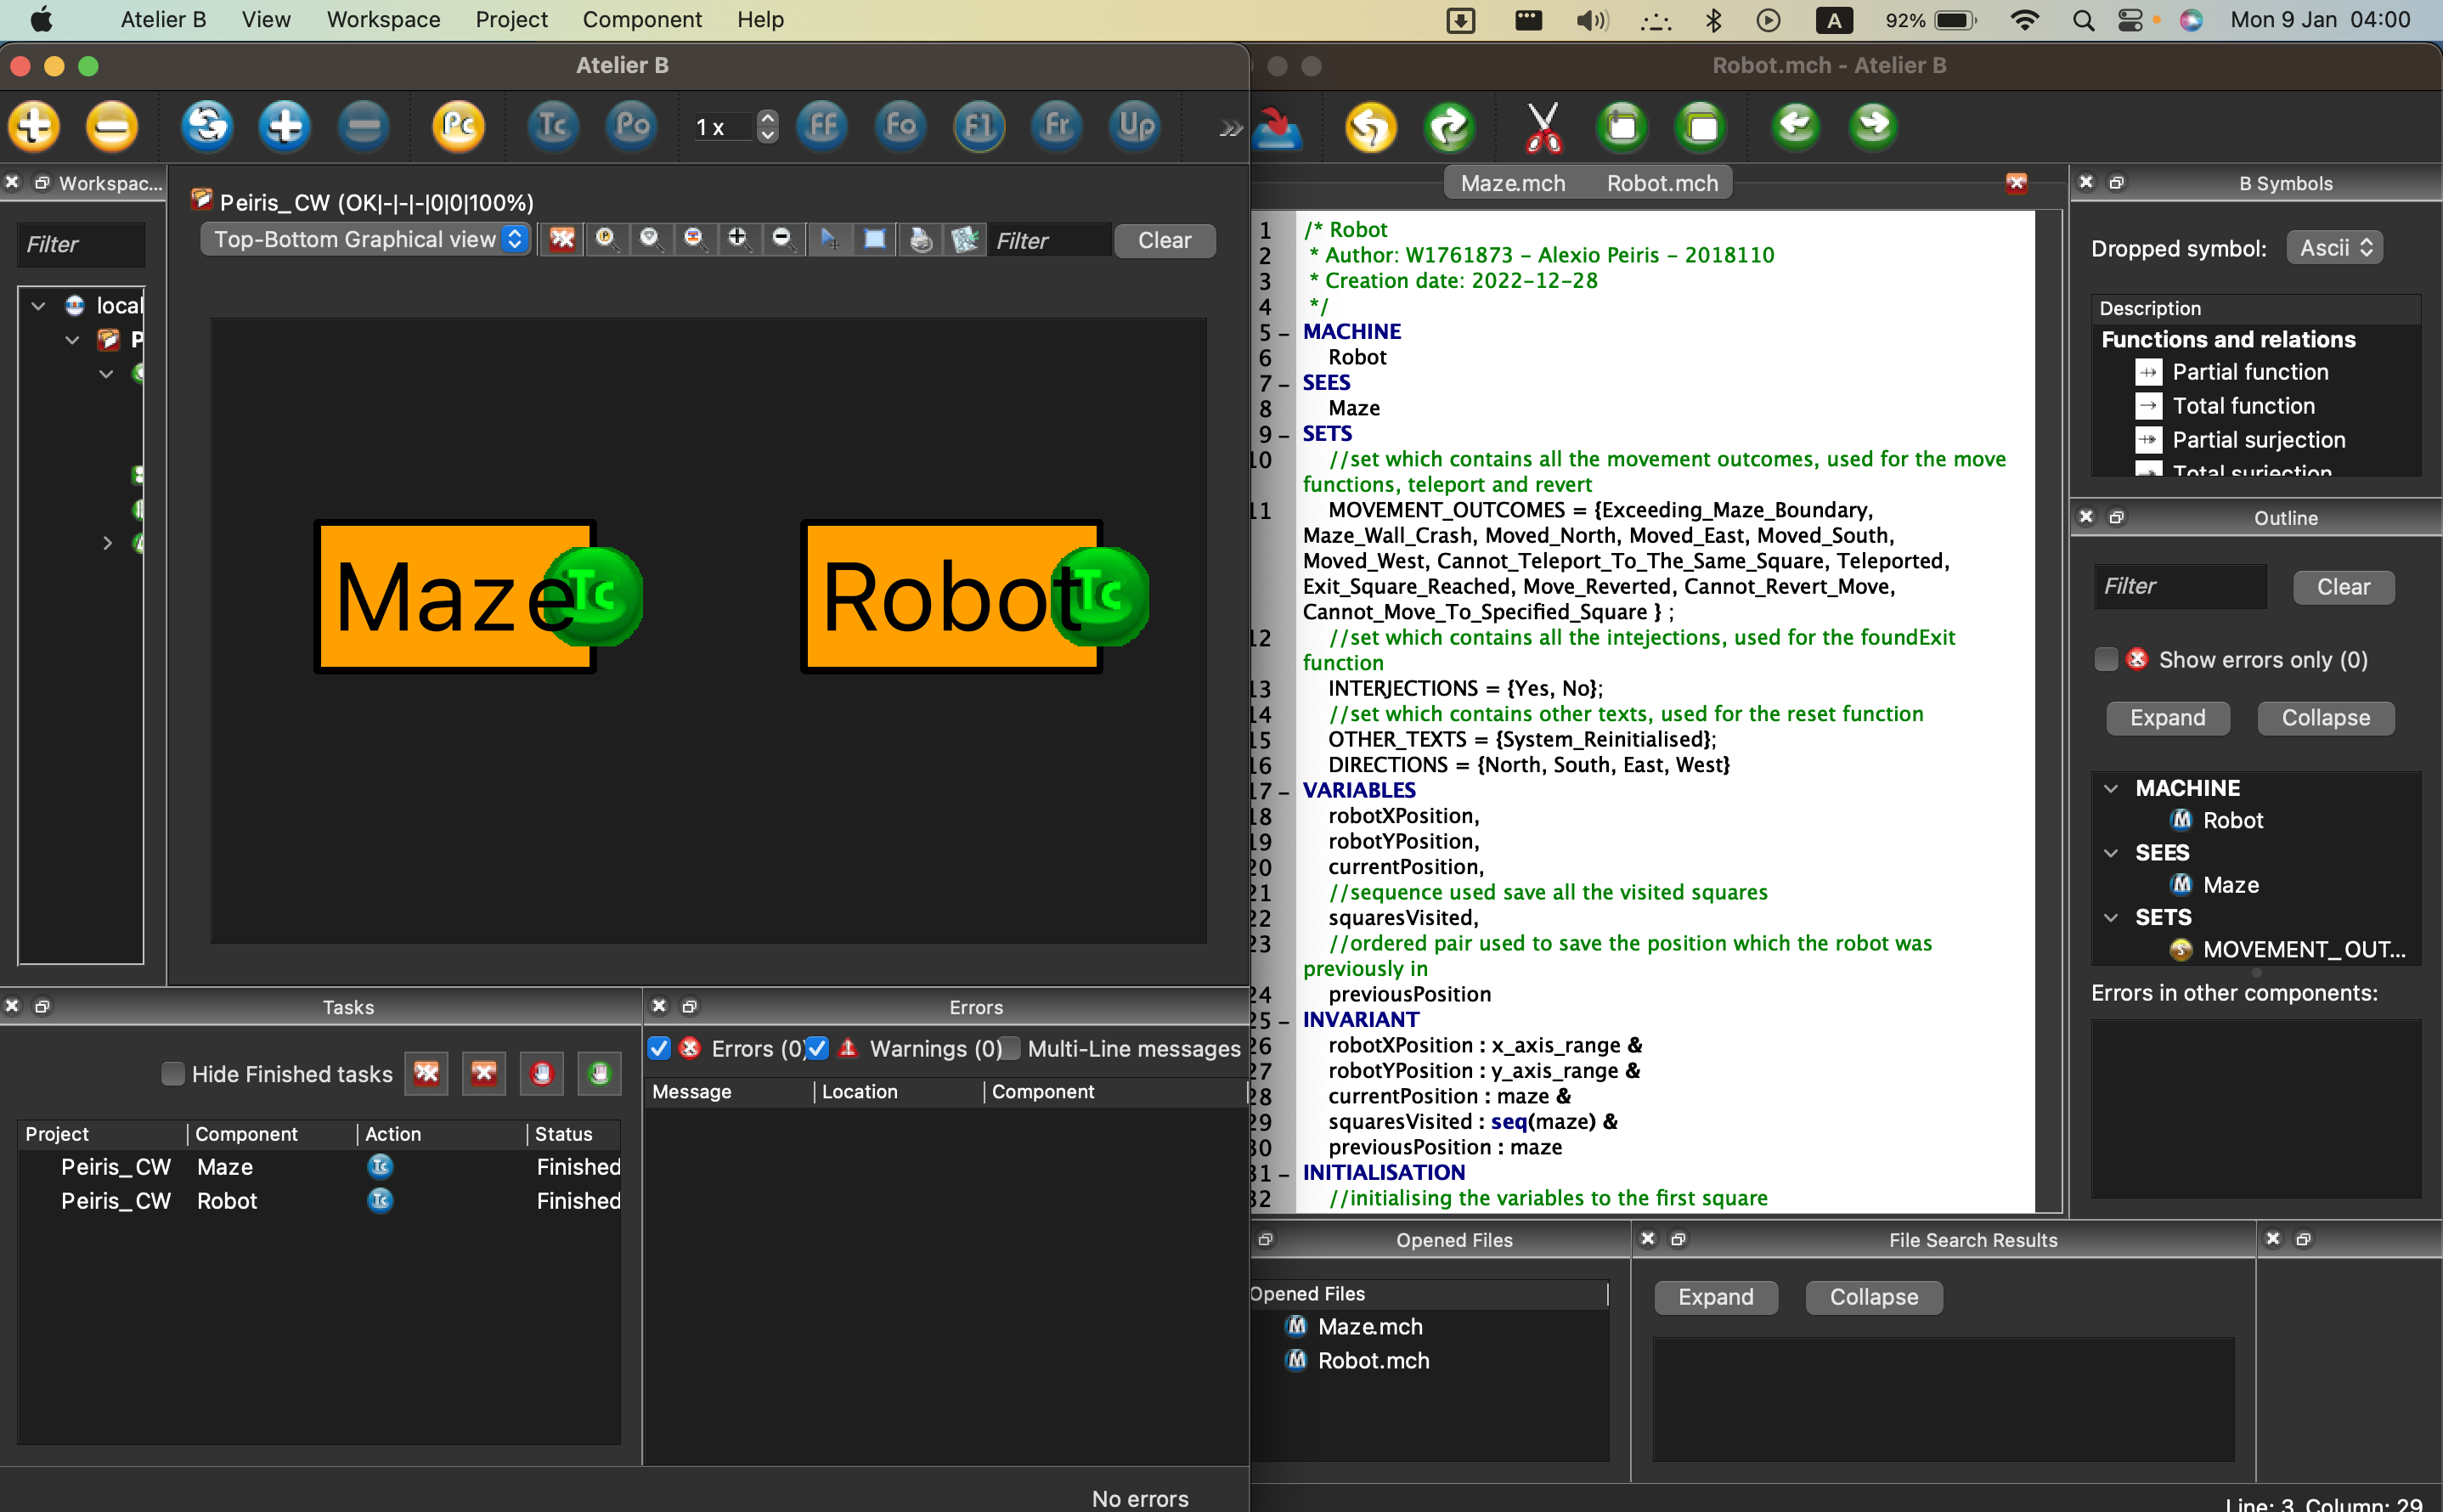 Atelier B View Workspace Project Component Help
A 92% Mon 9 Jan 04:00
Atelier B
Robot.mch - Atelier B
Pc Tc Po 1 x FF Fo F1 Fr Up »
Workspac...
Filter
local
P
Peiris_CW (OK|-|-|-|0|0|100%)
Top-Bottom Graphical view
Filter
Clear
Maze Tc
Robot Tc
Tasks
Hide Finished tasks
Project Component Action Status
Peiris_CW Maze Tc Finished
Peiris_CW Robot Tc Finished
Errors
Errors (0) Warnings (0) Multi-Line messages
Message Location Component
No errors
Maze.mch Robot.mch
1 /* Robot
2 * Author: W1761873 – Alexio Peiris – 2018110
3 * Creation date: 2022–12–28
4 */
5 MACHINE
6 Robot
7 SEES
8 Maze
9 SETS
10 //set which contains all the movement outcomes, used for the move
functions, teleport and revert
11 MOVEMENT_OUTCOMES = {Exceeding_Maze_Boundary,
Maze_Wall_Crash, Moved_North, Moved_East, Moved_South,
Moved_West, Cannot_Teleport_To_The_Same_Square, Teleported,
Exit_Square_Reached, Move_Reverted, Cannot_Revert_Move,
Cannot_Move_To_Specified_Square } ;
12 //set which contains all the intejections, used for the foundExit
function
13 INTERJECTIONS = {Yes, No};
14 //set which contains other texts, used for the reset function
15 OTHER_TEXTS = {System_Reinitialised};
16 DIRECTIONS = {North, South, East, West}
17 VARIABLES
18 robotXPosition,
19 robotYPosition,
20 currentPosition,
21 //sequence used save all the visited squares
22 squaresVisited,
23 //ordered pair used to save the position which the robot was
previously in
24 previousPosition
25 INVARIANT
26 robotXPosition : x_axis_range &
27 robotYPosition : y_axis_range &
28 currentPosition : maze &
29 squaresVisited : seq(maze) &
30 previousPosition : maze
31 INITIALISATION
32 //initialising the variables to the first square
B Symbols
Dropped symbol: Ascii
Description
Functions and relations
Partial function
Total function
Partial surjection
Total surjection
Outline
Filter
Clear
Show errors only (0)
Expand Collapse
MACHINE
Robot
SEES
Maze
SETS
MOVEMENT_OUT...
Errors in other components:
Opened Files
Opened Files
Maze.mch
Robot.mch
File Search Results
Expand Collapse
Line: 3, Column: 29